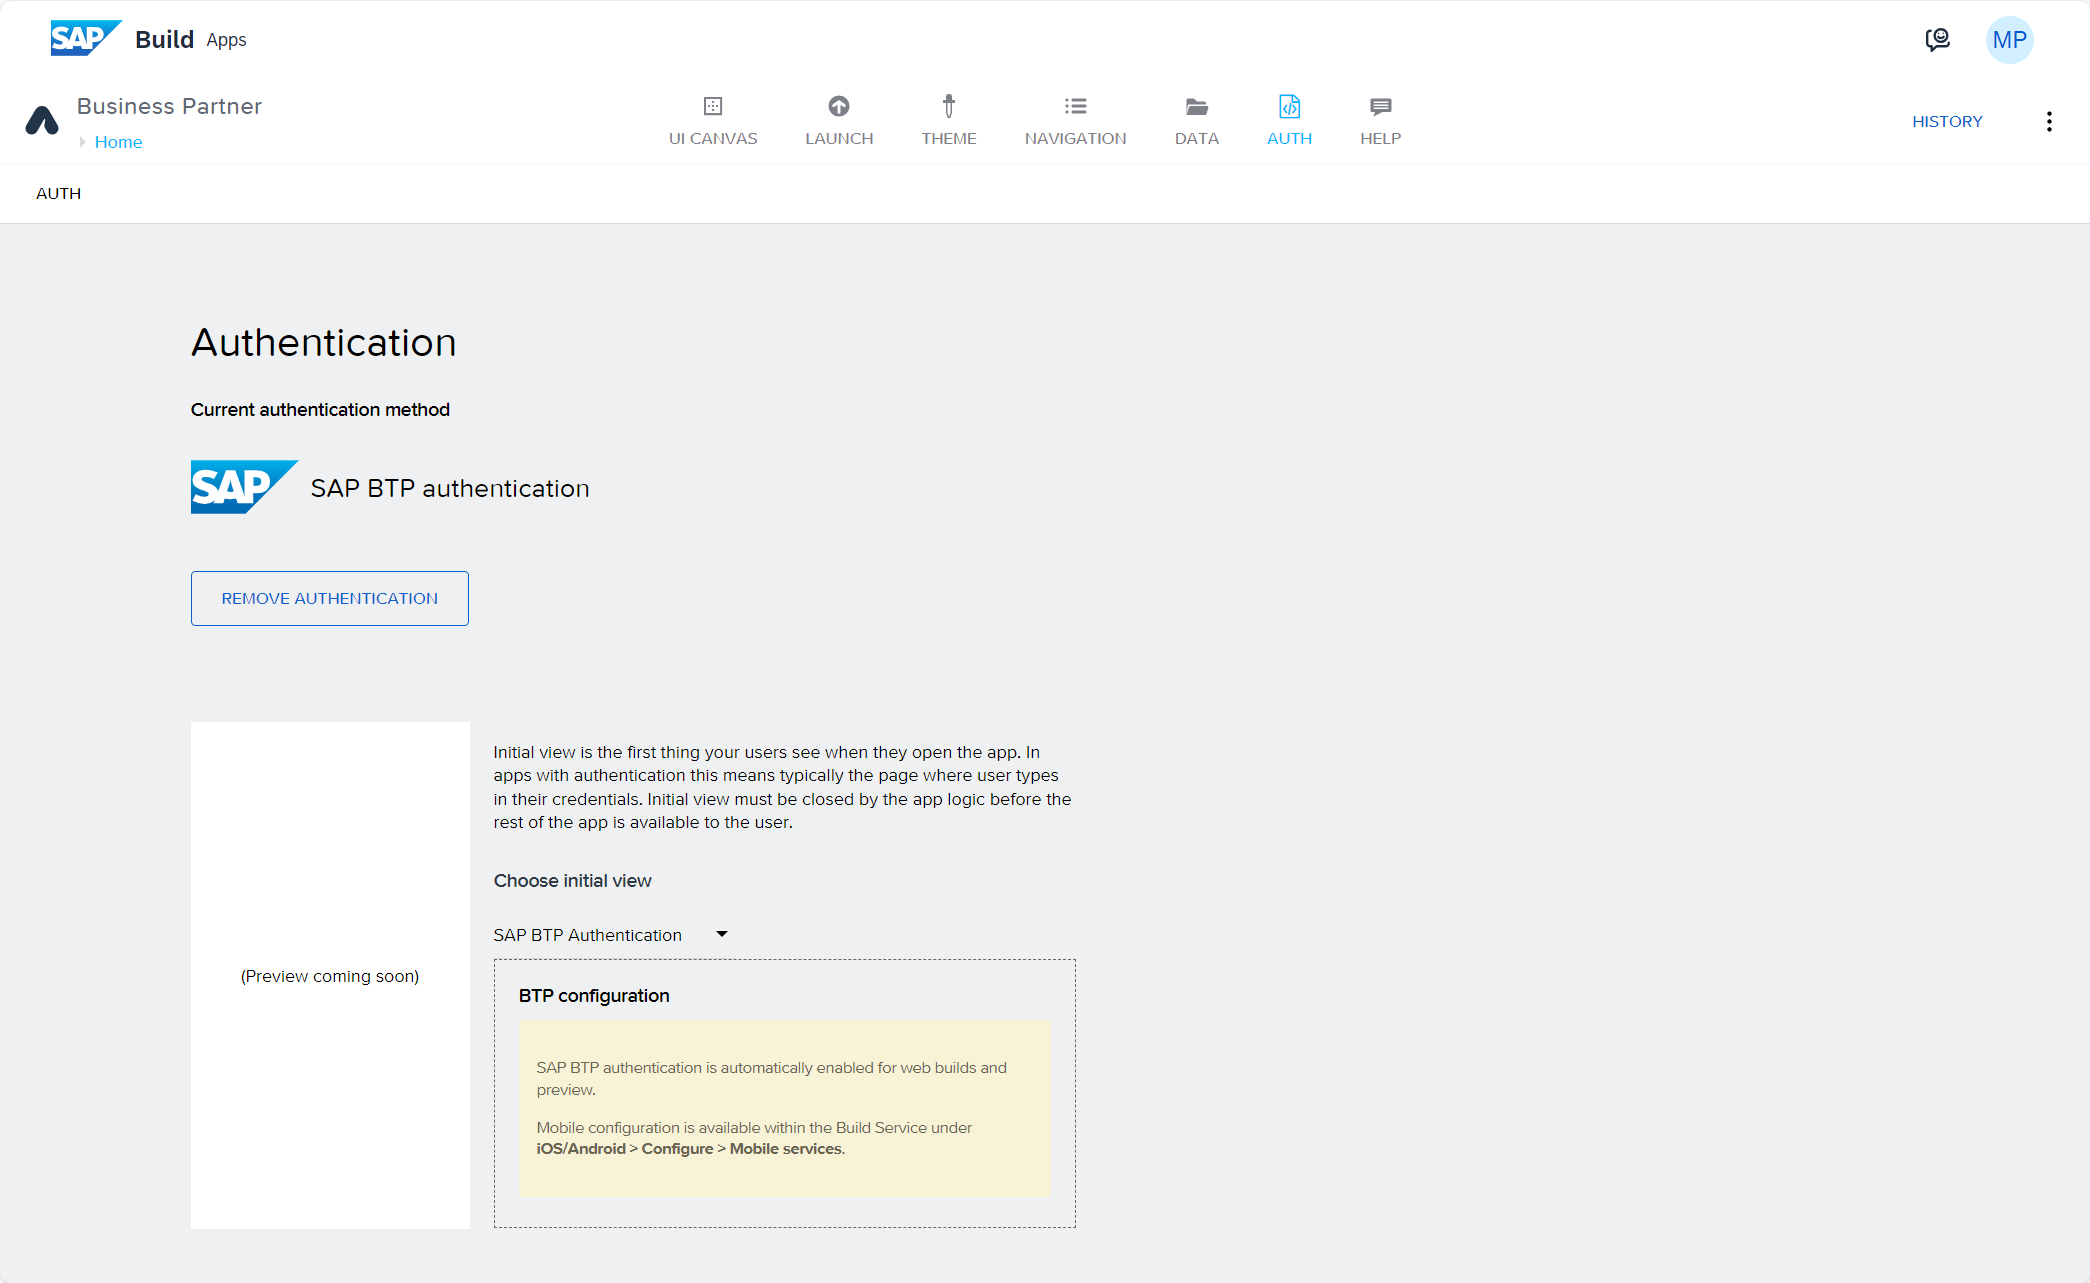 SAP Build Apps
MP
Business Partner
Home
UI CANVAS
LAUNCH
THEME
NAVIGATION
DATA
AUTH
HELP
HISTORY
AUTH
Authentication
Current authentication method
SAP SAP BTP authentication
REMOVE AUTHENTICATION
(Preview coming soon)
Initial view is the first thing your users see when they open the app. In
apps with authentication this means typically the page where user types
in their credentials. Initial view must be closed by the app logic before the
rest of the app is available to the user.
Choose initial view
SAP BTP Authentication
BTP configuration
SAP BTP authentication is automatically enabled for web builds and
preview.
Mobile configuration is available within the Build Service under
iOS/Android > Configure > Mobile services.